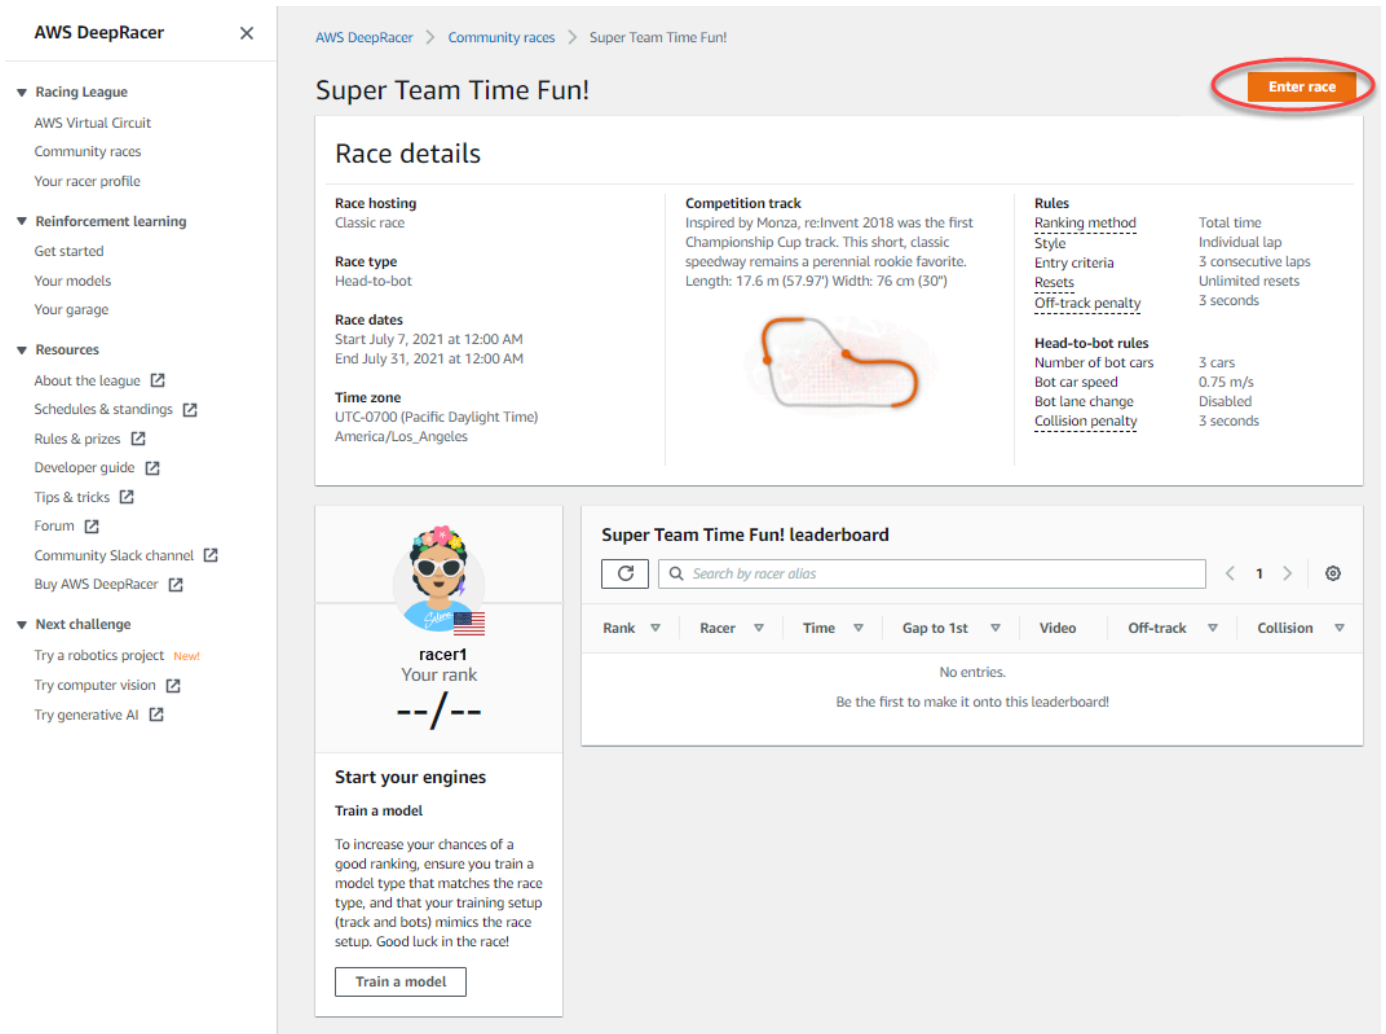 AWS DeepRacer
Racing League
AWS Virtual Circuit
Community races
Your racer profile
Reinforcement learning
Get started
Your models
Your garage
Resources
About the league
Schedules & standings
Rules & prizes
Developer guide
Tips & tricks
Forum
Community Slack channel
Buy AWS DeepRacer
Next challenge
Try a robotics project New!
Try computer vision
Try generative AI
AWS DeepRacer > Community races > Super Team Time Fun!
Super Team Time Fun!
Enter race
Race details
Race hosting
Classic race
Race type
Head-to-bot
Race dates
Start July 7, 2021 at 12:00 AM
End July 31, 2021 at 12:00 AM
Time zone
UTC-0700 (Pacific Daylight Time)
America/Los_Angeles
Competition track
Inspired by Monza, re:Invent 2018 was the first
Championship Cup track. This short, classic
speedway remains a perennial rookie favorite.
Length: 17.6 m (57.97') Width: 76 cm (30")
Rules
Ranking method Total time
Style Individual lap
Entry criteria 3 consecutive laps
Resets Unlimited resets
Off-track penalty 3 seconds
Head-to-bot rules
Number of bot cars 3 cars
Bot car speed 0.75 m/s
Bot lane change Disabled
Collision penalty 3 seconds
racer1
Your rank
--/--
Start your engines
Train a model
To increase your chances of a
good ranking, ensure you train a
model type that matches the race
type, and that your training setup
(track and bots) mimics the race
setup. Good luck in the race!
Train a model
Super Team Time Fun! leaderboard
Search by racer alias
1
Rank Racer Time Gap to 1st Video Off-track Collision
No entries.
Be the first to make it onto this leaderboard!